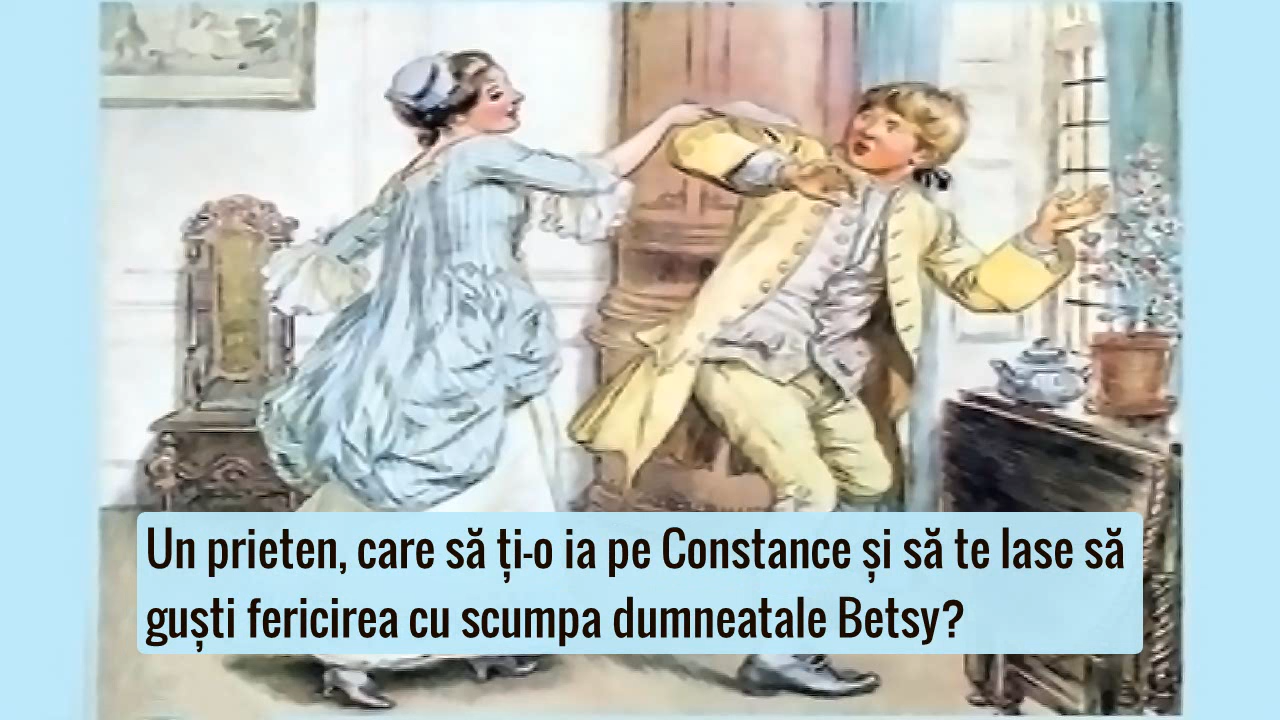 Un prieten, care să ți-o ia pe Constance și să te lase să
guști fericirea cu scumpa dumneatale Betsy?